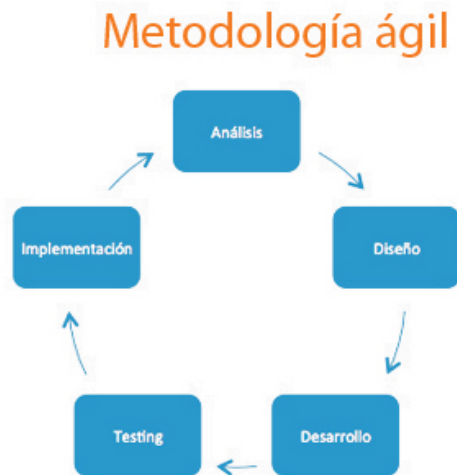 Metodología ágil
Análisis
Diseño
Desarrollo
Testing
Implementación